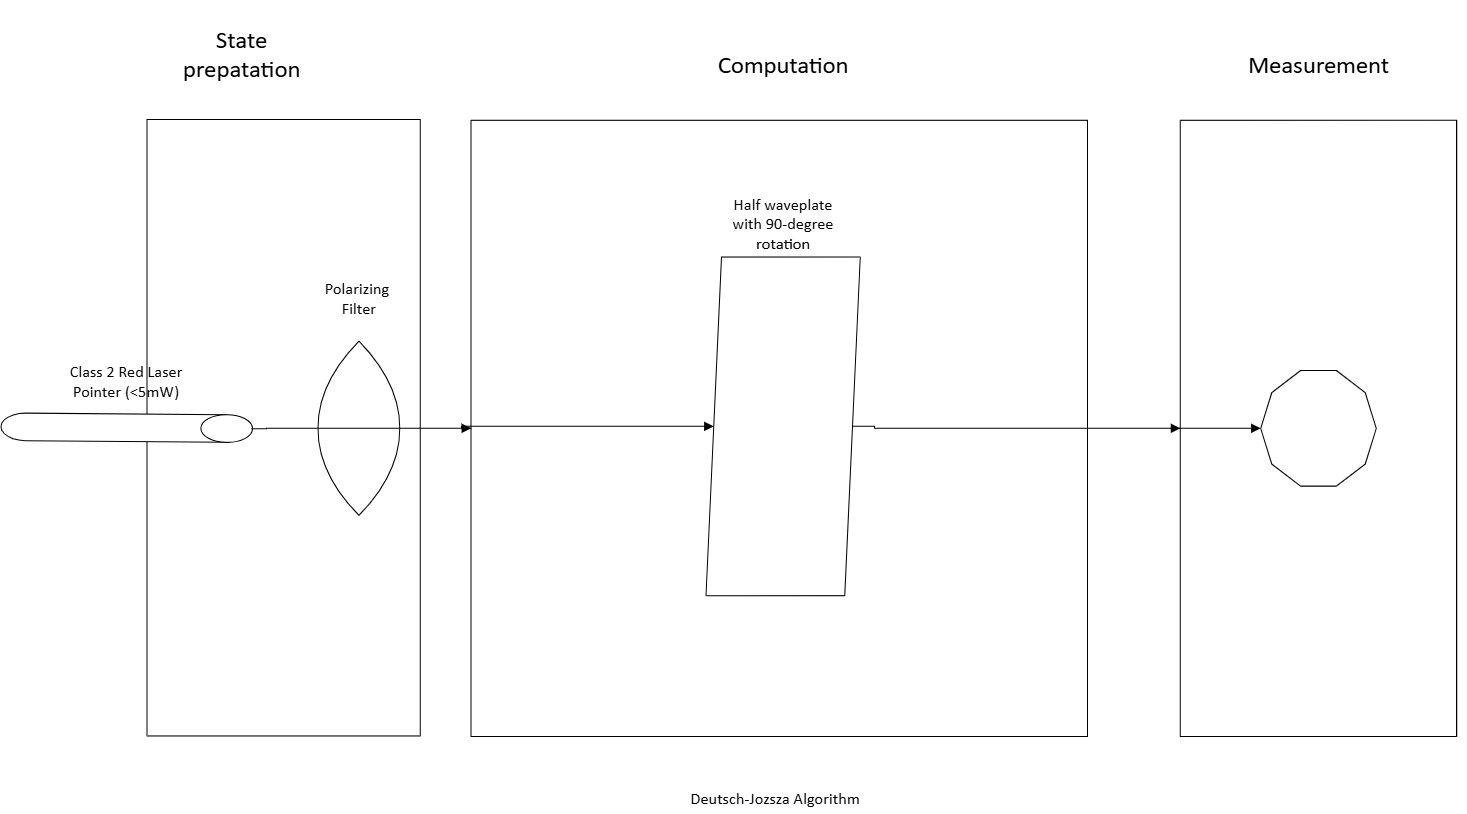 State
prepatation
Computation
Measurement
Half waveplate
with 90-degree
rotation
Polarizing
Filter
Class 2 Red Laser
Pointer (<5mW)
Deutsch-Jozsza Algorithm